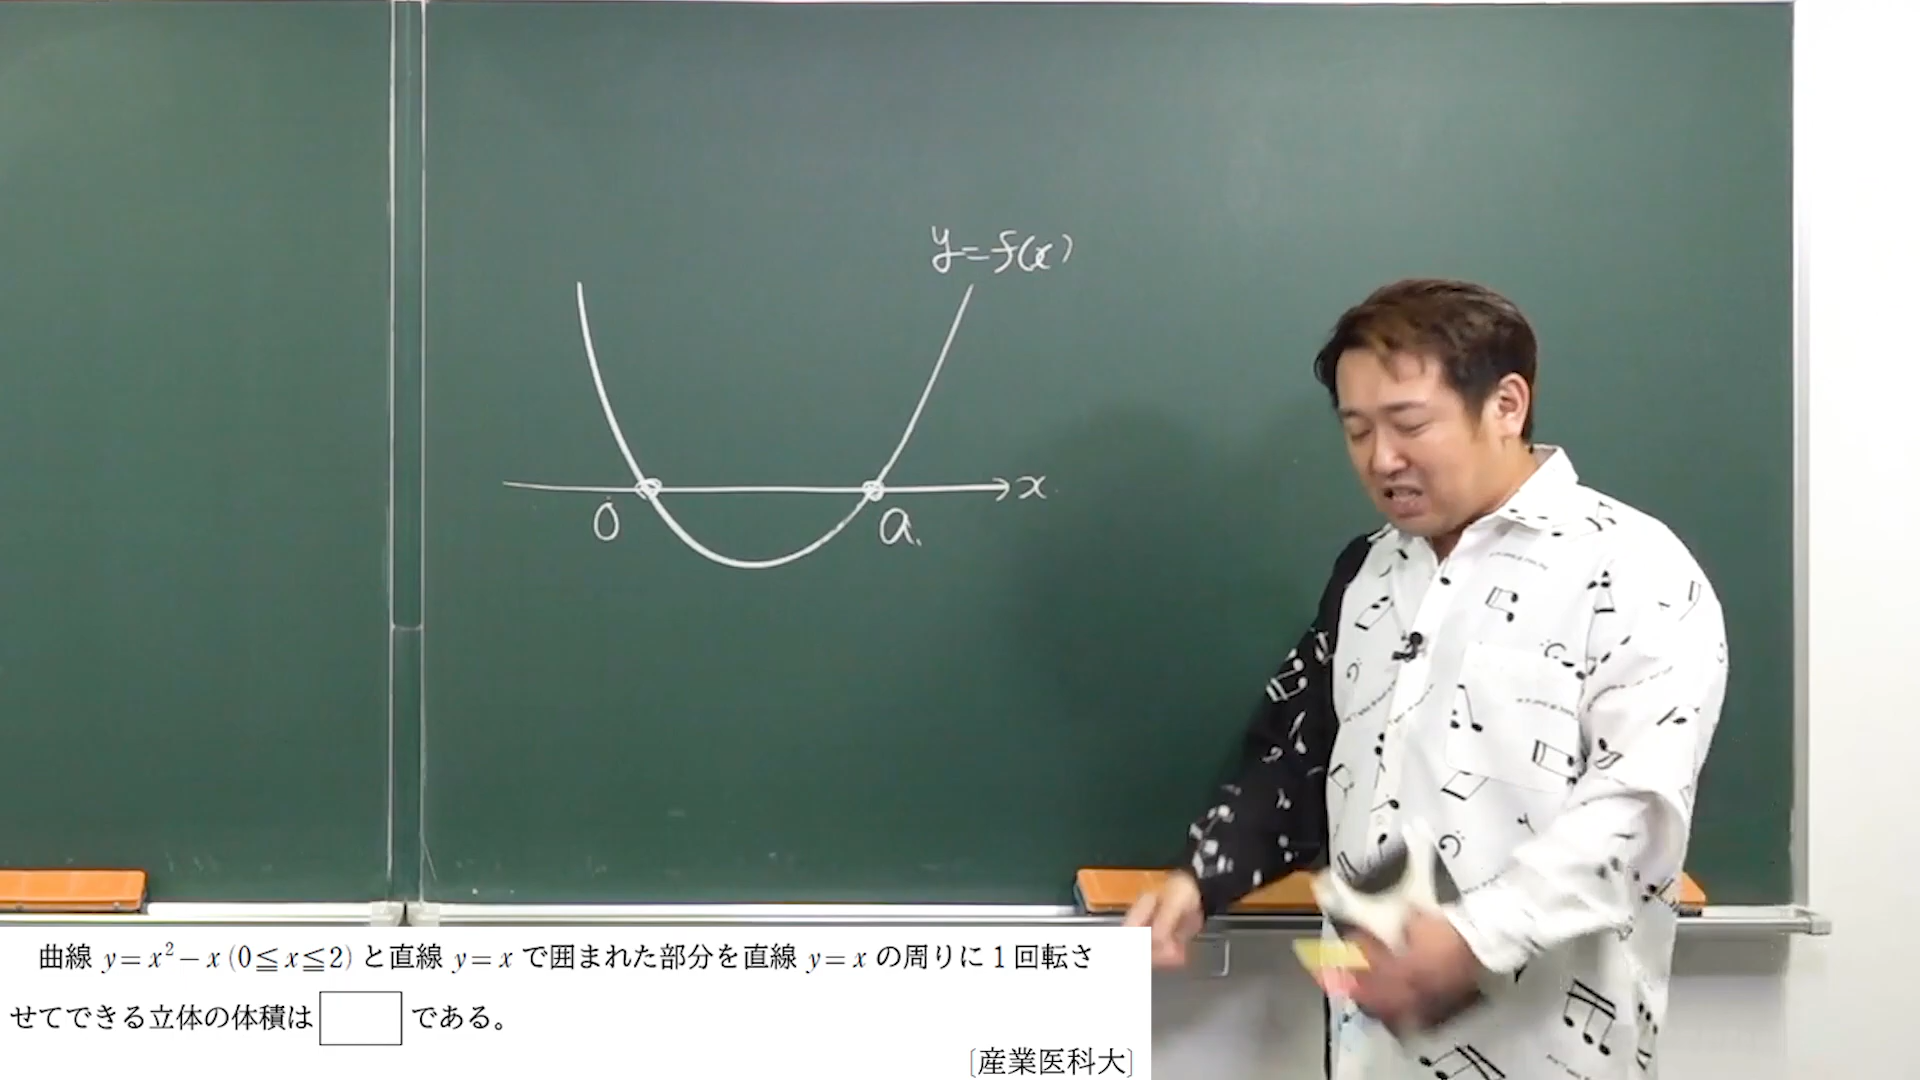 y=f(x)
x
0
a
曲線 y=x²-x (0≦x≦2) と直線 y=x で囲まれた部分を直線 y=x の周りに 1 回転さ
せてできる立体の体積は□である。
[産業医科大]